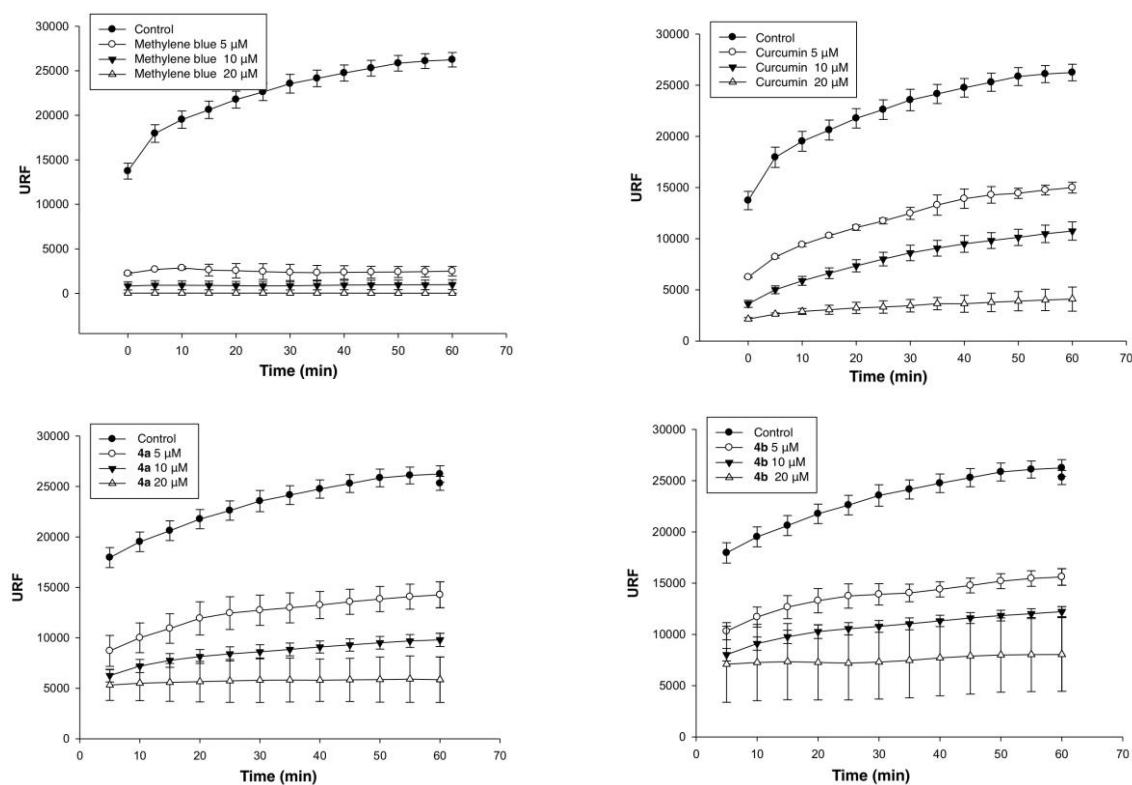 30000
25000
20000
15000
10000
5000
0
URF
Control
Methylene blue 5 µM
Methylene blue 10 µM
Methylene blue 20 µM
0 10 20 30 40 50 60 70
Time (min)
30000
25000
20000
15000
10000
5000
0
URF
Control
Curcumin 5 µM
Curcumin 10 µM
Curcumin 20 µM
0 10 20 30 40 50 60 70
Time (min)
30000
25000
20000
15000
10000
5000
0
URF
Control
4a 5 µM
4a 10 µM
4a 20 µM
0 10 20 30 40 50 60 70
Time (min)
30000
25000
20000
15000
10000
5000
0
URF
Control
4b 5 µM
4b 10 µM
4b 20 µM
0 10 20 30 40 50 60 70
Time (min)